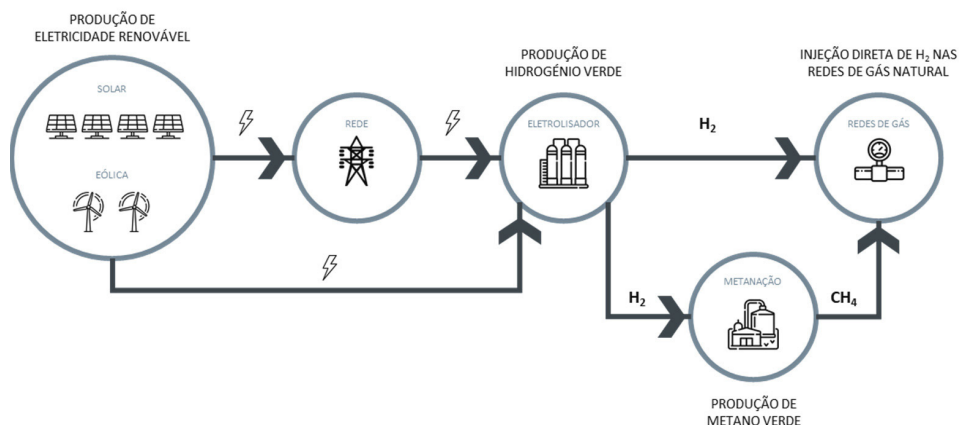 PRODUÇÃO DE
ELETRICIDADE RENOVÁVEL
SOLAR
EÓLICA
REDE
PRODUÇÃO DE
HIDROGÉNIO VERDE
ELETROLISADOR
H₂
INJEÇÃO DIRETA DE H₂ NAS
REDES DE GÁS NATURAL
REDES DE GÁS
H₂
METANAÇÃO
CH₄
PRODUÇÃO DE
METANO VERDE